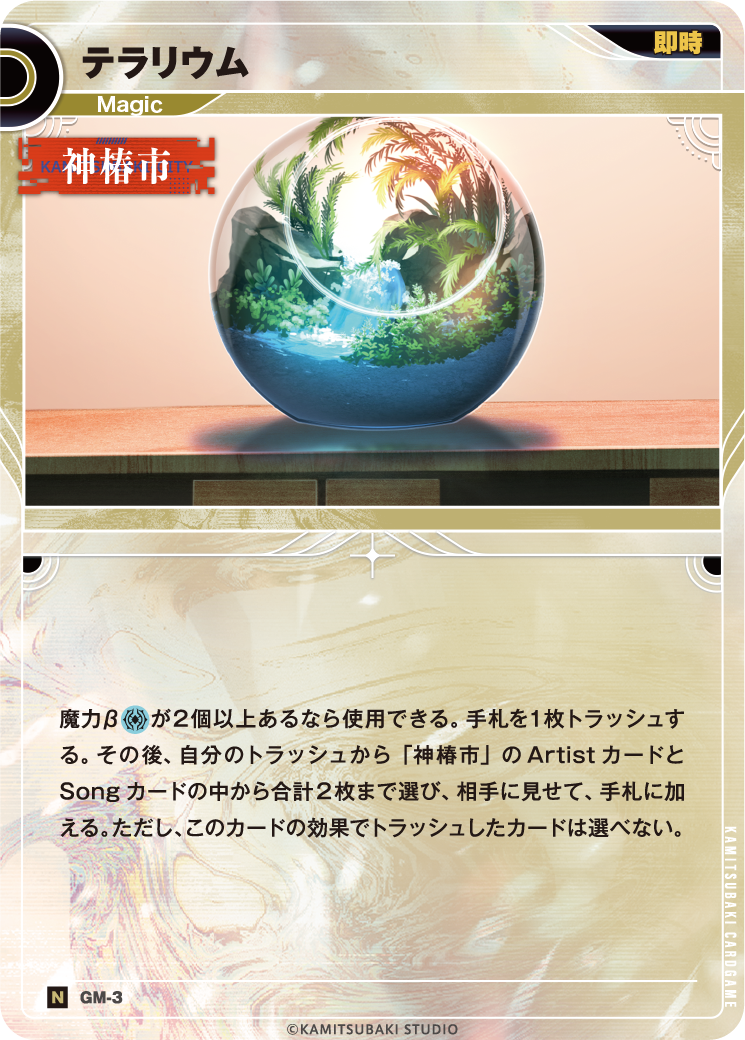 テラリウム
即時
Magic
神椿市
魔力βが2個以上あるなら使用できる。手札を1枚トラッシュす
る。その後、自分のトラッシュから「神椿市」のArtistカードと
Songカードの中から合計2枚まで選び、相手に見せて、手札に加
える。ただし、このカードの効果でトラッシュしたカードは選べない。
KAMITSUBAKI CARDGAME
N GM-3
©KAMITSUBAKI STUDIO